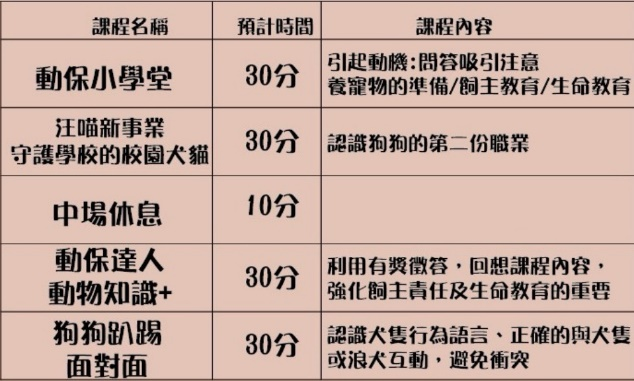 課程名稱 預計時間 課程內容
動保小學堂 30分 引起動機:問答吸引注意
養寵物的準備/飼主教育/生命教育
汪喵新事業
守護學校的校園犬貓 30分 認識狗狗的第二份職業
中場休息 10分
動保達人
動物知識+ 30分 利用有獎徵答,回想課程內容,
強化飼主責任及生命教育的重要
狗狗趴踢
面對面 30分 認識犬隻行為語言、正確的與犬隻
或浪犬互動,避免衝突